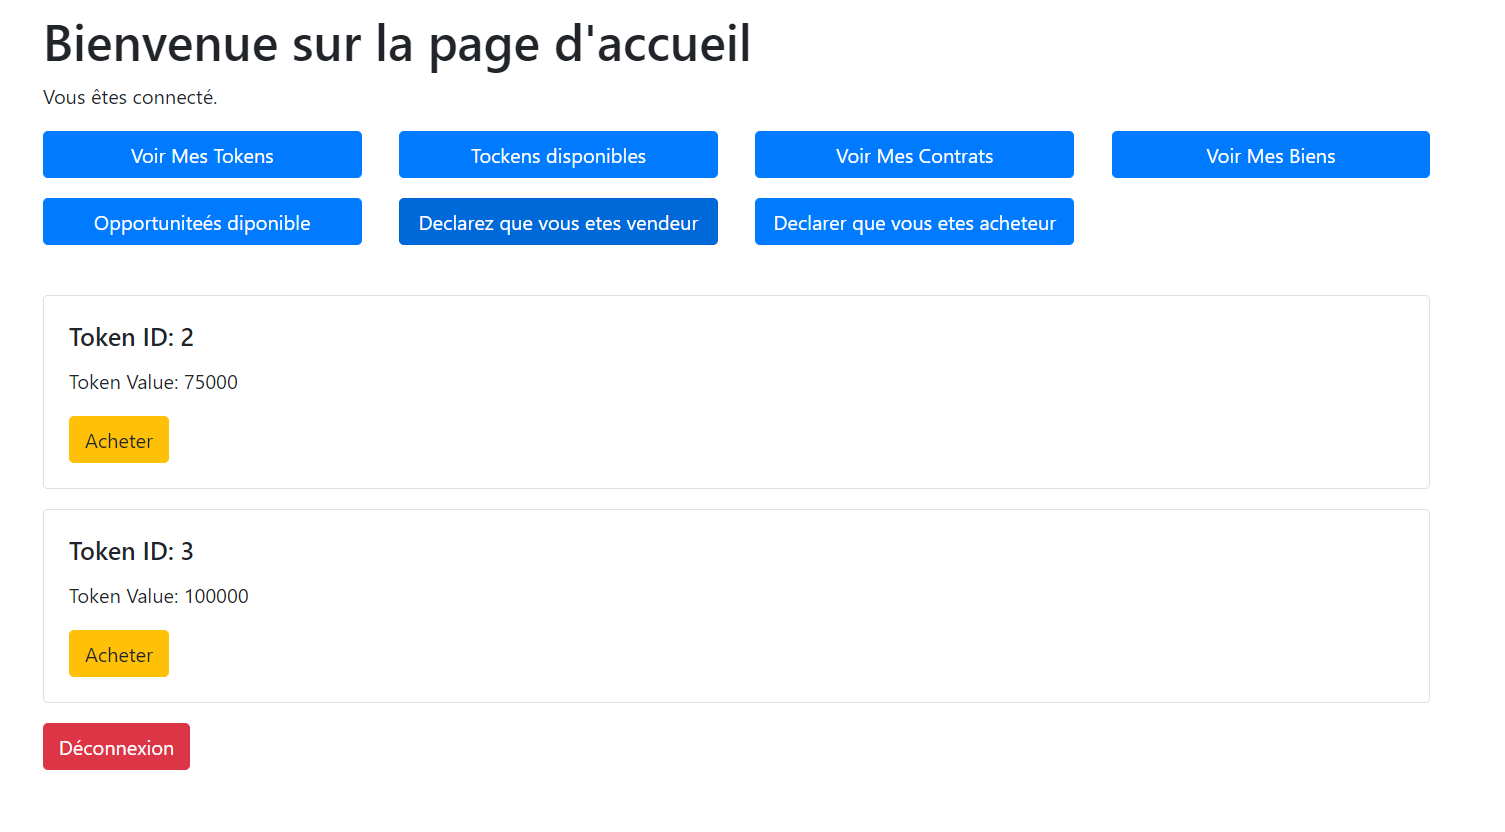 Bienvenue sur la page d'accueil
Vous êtes connecté.
Voir Mes Tokens
Tockens disponibles
Voir Mes Contrats
Voir Mes Biens
Opportuniteés diponible
Declarez que vous etes vendeur
Declarer que vous etes acheteur
Token ID: 2
Token Value: 75000
Acheter
Token ID: 3
Token Value: 100000
Acheter
Déconnexion